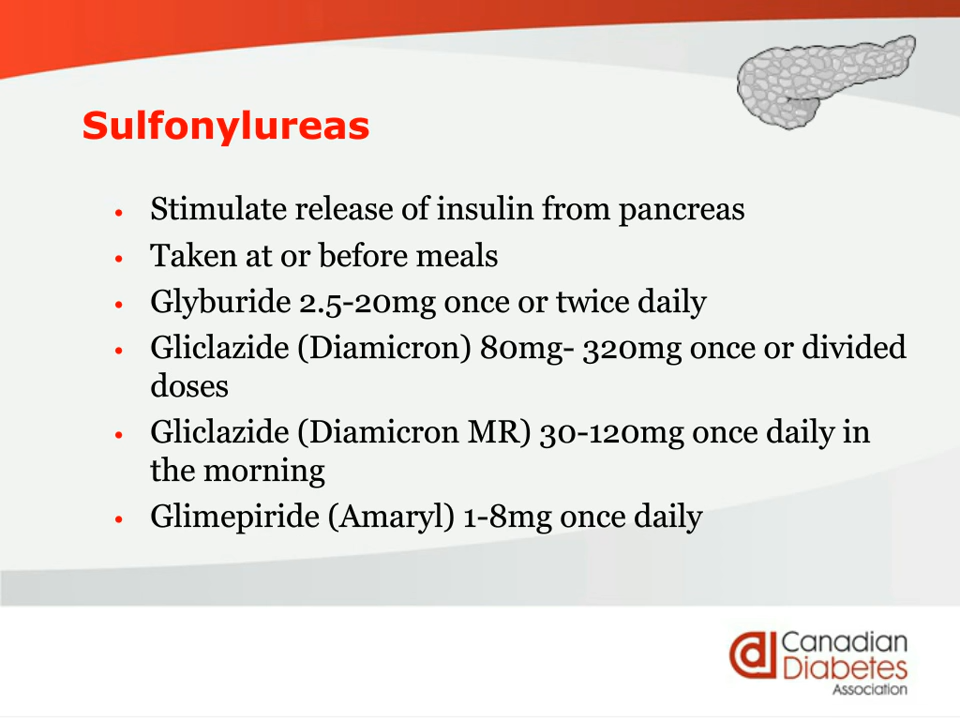 Sulfonylureas
• Stimulate release of insulin from pancreas
• Taken at or before meals
• Glyburide 2.5-20mg once or twice daily
• Gliclazide (Diamicron) 80mg- 320mg once or divided
doses
• Gliclazide (Diamicron MR) 30-120mg once daily in
the morning
• Glimepiride (Amaryl) 1-8mg once daily
Canadian
Diabetes
Association